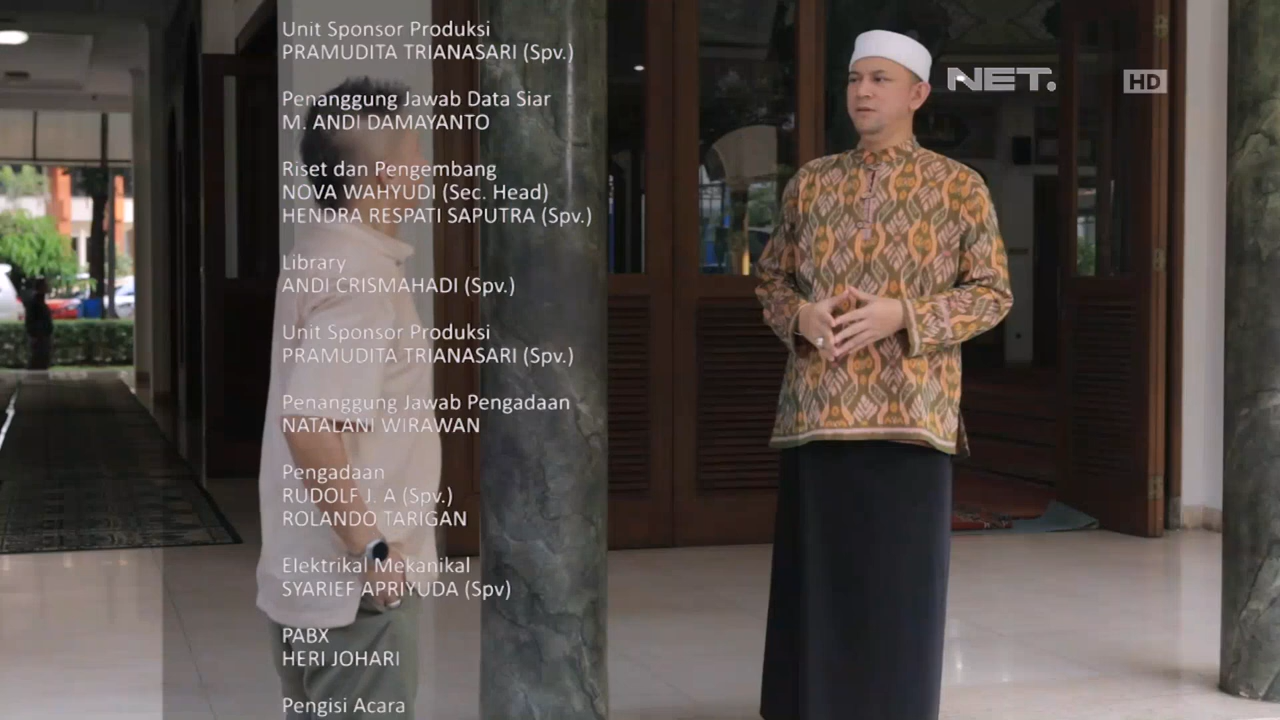 Unit Sponsor Produksi
PRAMUDITA TRIANASARI (Spv.)
Penanggung Jawab Data Siar
M. ANDI DAMAYANTO
Riset dan Pengembang
NOVA WAHYUDI (Sec. Head)
HENDRA RESPATI SAPUTRA (Spv.)
Library
ANDI CRISMAHADI (Spv.)
Unit Sponsor Produksi
PRAMUDITA TRIANASARI (Spv.)
Penanggung Jawab Pengadaan
NATALANI WIRAWAN
Pengadaan
RUDOLF J. A (Spv.)
ROLANDO TARIGAN
Elektrikal Mekanikal
SYARIEF APRIYUDA (Spv)
PABX
HERI JOHARI
Pengisi Acara
NET.
HD